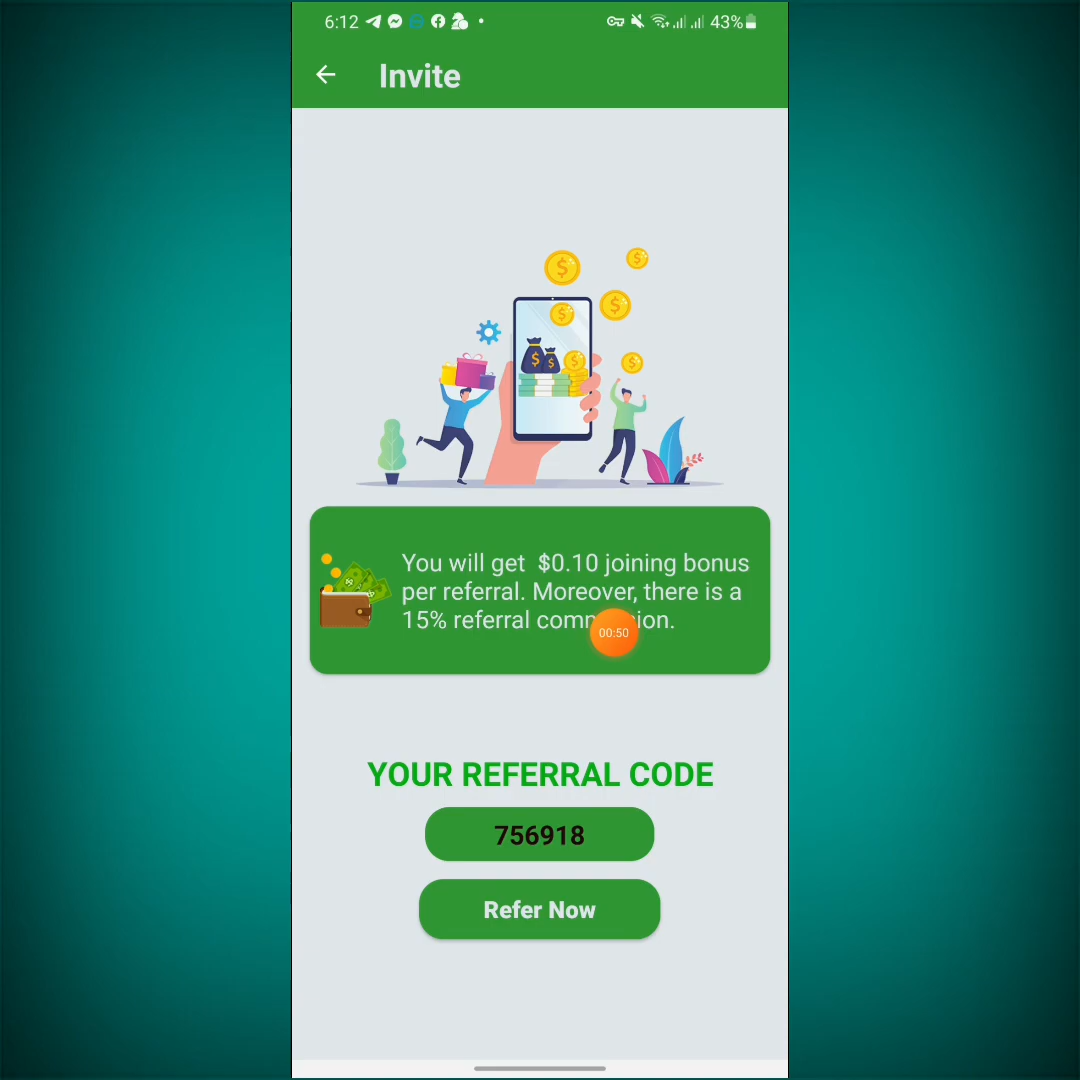 6:12
43%
Invite
You will get $0.10 joining bonus
per referral. Moreover, there is a
15% referral comm ion.
00:50
YOUR REFERRAL CODE
756918
Refer Now